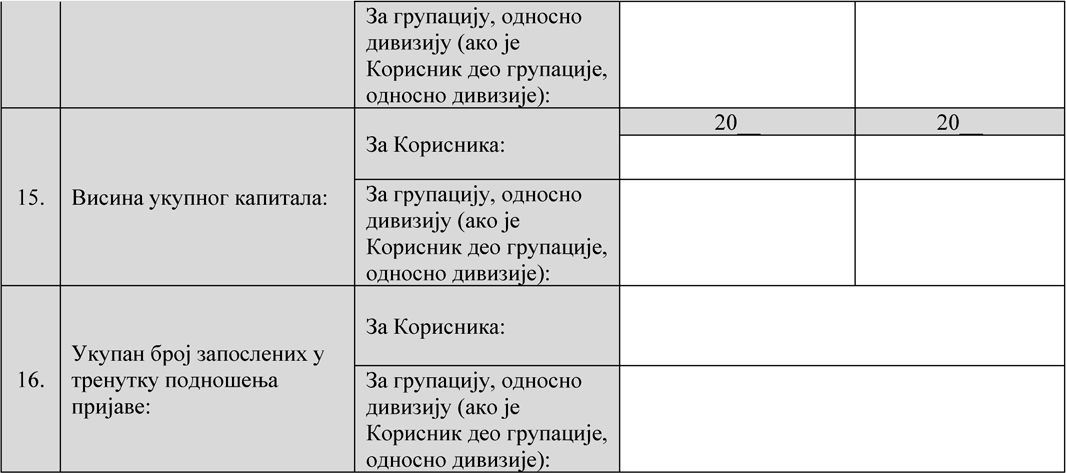 За групацију, односно
дивизију (ако је
Корисник део групације,
односно дивизије):
20__ 20__
За Корисника:
15. Висина укупног капитала:
За групацију, односно
дивизију (ако је
Корисник део групације,
односно дивизије):
За Корисника:
16. Укупан број запослених у
тренутку подношења
пријаве:
За групацију, односно
дивизију (ако је
Корисник део групације,
односно дивизије):